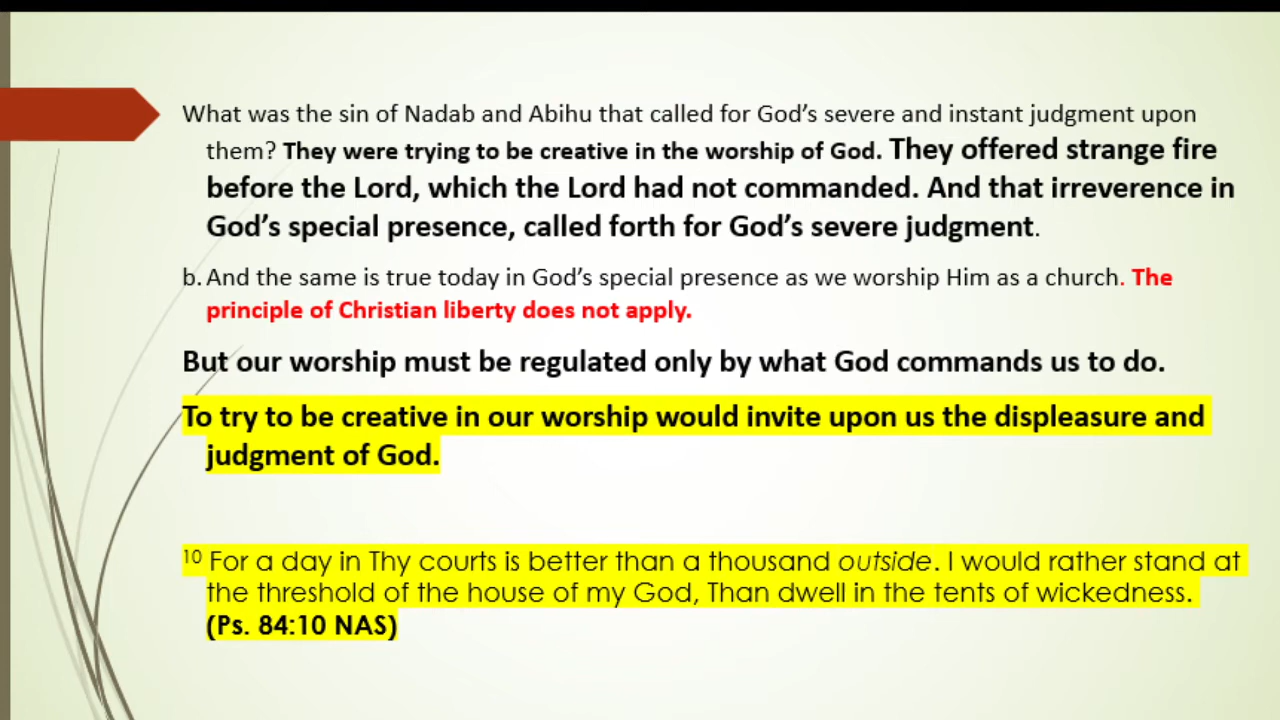 What was the sin of Nadab and Abihu that called for God's severe and instant judgment upon
them? They were trying to be creative in the worship of God. They offered strange fire
before the Lord, which the Lord had not commanded. And that irreverence in
God's special presence, called forth for God's severe judgment.
b. And the same is true today in God's special presence as we worship Him as a church. The
principle of Christian liberty does not apply.
But our worship must be regulated only by what God commands us to do.
To try to be creative in our worship would invite upon us the displeasure and
judgment of God.
10 For a day in Thy courts is better than a thousand outside. I would rather stand at
the threshold of the house of my God, Than dwell in the tents of wickedness.
(Ps. 84:10 NAS)